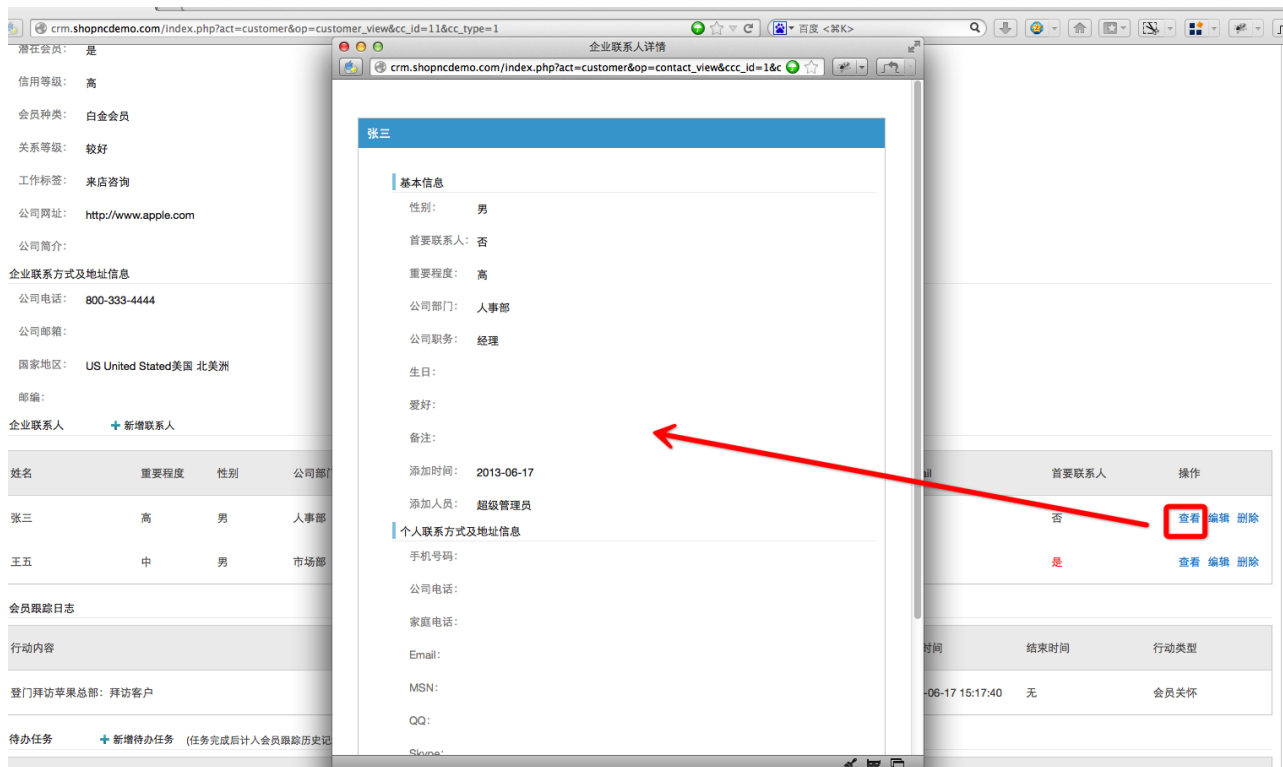 crm.shopncdemo.com/index.php?act=customer&op=customer_view&cc_id=11&cc_type=1
百度 <⌘K>
潜在会员： 是
信用等级： 高
会员种类： 白金会员
关系等级： 较好
工作标签： 来店咨询
公司网址： http://www.apple.com
公司简介：
企业联系方式及地址信息
公司电话： 800-333-4444
公司邮箱：
国家地区： US United Stated美国 北美洲
邮编：
企业联系人 新增联系人
姓名 重要程度 性别 公司部门 ail 首要联系人 操作
张三 高 男 人事部 否 查看 编辑 删除
王五 中 男 市场部 是 查看 编辑 删除
会员跟踪日志
行动内容 时间 结束时间 行动类型
登门拜访苹果总部：拜访客户 -06-17 15:17:40 无 会员关怀
待办任务 新增待办任务 (任务完成后计入会员跟踪历史记
企业联系人详情
crm.shopncdemo.com/index.php?act=customer&op=contact_view&ccc_id=1&c
张三
基本信息
性别： 男
首要联系人： 否
重要程度： 高
公司部门： 人事部
公司职务： 经理
生日：
爱好：
备注：
添加时间： 2013-06-17
添加人员： 超级管理员
个人联系方式及地址信息
手机号码：
公司电话：
家庭电话：
Email：
MSN：
QQ：
Skype：